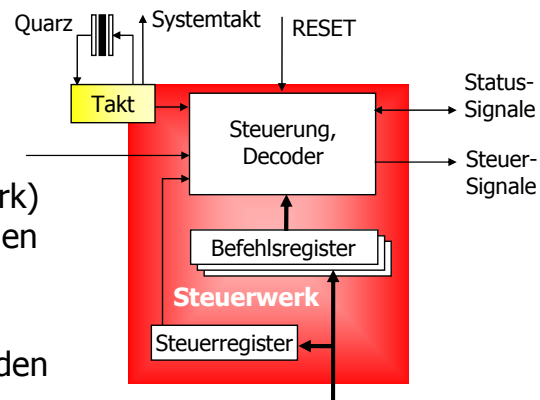 Quarz
Systemtakt
RESET
Takt
Steuerung,
Decoder
Status-
Signale
Steuer-
Signale
rk)
en
Befehlsregister
Steuerwerk
Steuerregister
den